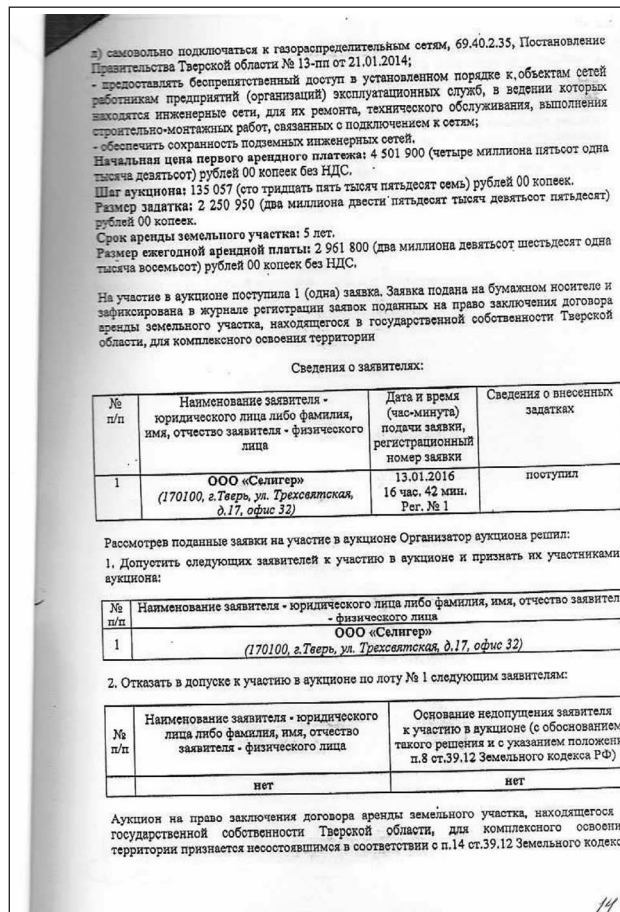 л) самовольно подключаться к газораспределительным сетям, 69.40.2.35, Постановление
Правительства Тверской области № 13-пп от 21.01.2014;
- предоставлять беспрепятственный доступ в установленном порядке к объектам сетей
работникам предприятий (организаций) эксплуатационных служб, в ведении которых
находятся инженерные сети, для их ремонта, технического обслуживания, выполнения
строительно-монтажных работ, связанных с подключением к сетям;
- обеспечить сохранность подземных инженерных сетей.
Начальная цена первого арендного платежа: 4 501 900 (четыре миллиона пятьсот одна
тысяча девятьсот) рублей 00 копеек без НДС.
Шаг аукциона: 135 057 (сто тридцать пять тысяч пятьдесят семь) рублей 00 копеек.
Размер задатка: 2 250 950 (два миллиона двести пятьдесят тысяч девятьсот пятьдесят)
рублей 00 копеек.
Срок аренды земельного участка: 5 лет.
Размер ежегодной арендной платы: 2 961 800 (два миллиона девятьсот шестьдесят одна
тысяча восемьсот) рублей 00 копеек без НДС.
На участие в аукционе поступила 1 (одна) заявка. Заявка подана на бумажном носителе и
зафиксирована в журнале регистрации заявок поданных на право заключения договора
аренды земельного участка, находящегося в государственной собственности Тверской
области, для комплексного освоения территории
Сведения о заявителях:
№ п/п
Наименование заявителя -
юридического лица либо фамилия,
имя, отчество заявителя - физического
лица
Дата и время
(час-минута)
подачи заявки,
регистрационный
номер заявки
Сведения о внесенных
задатках
1
ООО «Селигер»
(170100, г.Тверь, ул. Трехсвятская,
д.17, офис 32)
13.01.2016
16 час. 42 мин.
Рег. № 1
поступил
Рассмотрев поданные заявки на участие в аукционе Организатор аукциона решил:
1. Допустить следующих заявителей к участию в аукционе и признать их участниками
аукциона:
№ п/п
Наименование заявителя - юридического лица либо фамилия, имя, отчество заявител
- физического лица
1
ООО «Селигер»
(170100, г.Тверь, ул. Трехсвятская, д.17, офис 32)
2. Отказать в допуске к участию в аукционе по лоту № 1 следующим заявителям:
№ п/п
Наименование заявителя - юридического
лица либо фамилия, имя, отчество
заявителя - физического лица
Основание недопущения заявителя
к участию в аукционе (с обоснованием
такого решения и с указанием положени
п.8 ст.39.12 Земельного кодекса РФ)
нет
нет
Аукцион на право заключения договора аренды земельного участка, находящегося
государственной собственности Тверской области, для комплексного освоени
территории признается несостоявшимся в соответствии с п.14 ст.39.12 Земельного кодекс
14